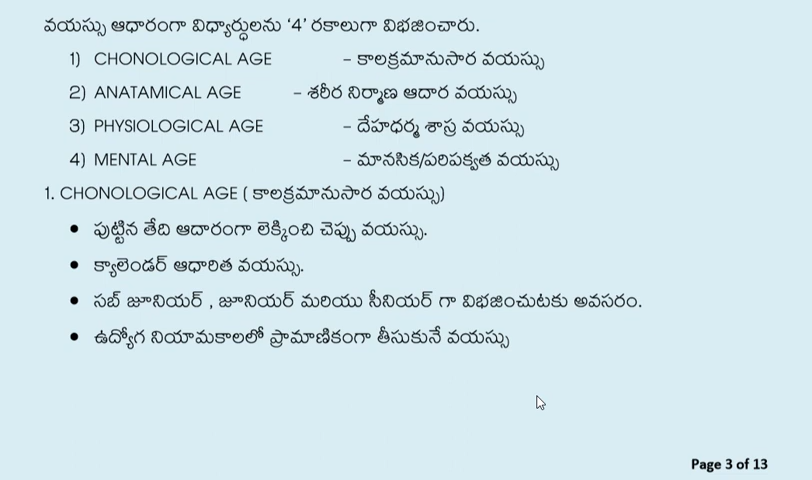 వయస్సు ఆధారంగా విధ్యార్థులను ‘4’ రకాలుగా విభజించారు.
1) CHONOLOGICAL AGE – కాలక్రమానుసార వయస్సు
2) ANATAMICAL AGE – శరీర నిర్మాణ ఆదార వయస్సు
3) PHYSIOLOGICAL AGE – దేహధర్మ శాస్ర వయస్సు
4) MENTAL AGE – మానసిక/పరిపక్వత వయస్సు
1. CHONOLOGICAL AGE ( కాలక్రమానుసార వయస్సు)
• పుట్టిన తేది ఆదారంగా లెక్కించి చెప్పు వయస్సు.
• క్యాలెండర్ ఆధారిత వయస్సు.
• సబ్ జూనియర్ , జూనియర్ మరియు సీనియర్ గా విభజించుటకు అవసరం.
• ఉద్యోగ నియామకాలలో ప్రామాణికంగా తీసుకునే వయస్సు
Page 3 of 13